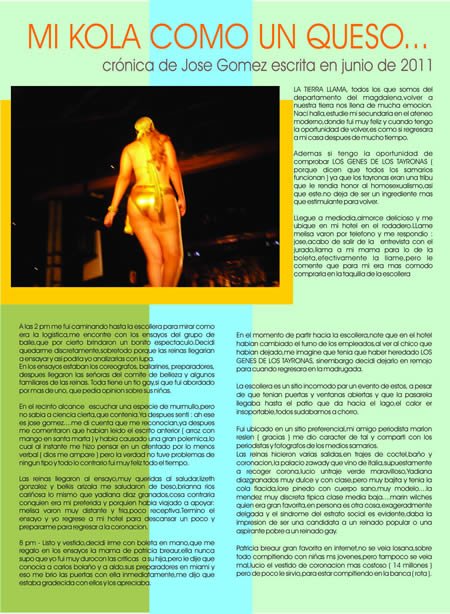 MI KOLA COMO UN QUESO...
crónica de Jose Gomez escrita en junio de 2011
LA TIERRA LLAMA, todos los que somos del
departamento del magdalena,volver a
nuestra tierra nos llena de mucha emocion.
Naci halla,estudie mi secundaria en el ateneo
moderno,donde fui muy feliz y cuando tengo
la oportunidad de volver,es como si regresara
a mi casa despues de mucho tiempo.
Ademas si tengo la oportunidad de
comprobar LOS GENES DE LOS TAYRONAS (
porque dicen que todos los samarios
funcionan ) ya que los tayronas eran una tribu
que le rendia honor al homosexualismo,asi
que este,no deja de ser un ingrediente mas
que estimulante para volver.
LLegue a mediodia,almorce delicioso y me
ubique en mi hotel en el rodadero.LLame
melisa varon por telefono y me respondio :
jose,acabo de salir de la entrevista con el
jurado,llama a mi mama para lo de la
boleta,efectivamente la llame,pero le
comente que para mi era mas comodo
comprarla en la taquilla de la escollera
A las 2 pm me fui caminando hasta la escollera para mirar como
era la logistica,me encontre con los ensayos del grupo de
baile,que por cierto brindaron un bonito espectaculo.Decidi
quedarme discretamente,sobretodo porque las reinas llegarian
a ensayar y asi podria yo analizarlas con lupa.
En los ensayos estaban los coreografos, bailarines, preparadores,
despues llegaron las señoras del comite de belleza y algunos
familiares de las reinas. Toda tiene un tio gay,si que fui abordado
por mas de uno, que pedia opinion sobre sus niñas.
En el recinto alcance escuchar una especie de murmullo,pero
no sabia a ciencia cierta,que contenia.Ya despues senti : ah ese
es jose gomez.....me di cuenta que me reconocian,ya despues
me comentaron que habian leido el escrito anterior ( arroz con
mango en santa marta ) y habia causado una gran polemica,lo
cual al instante me hizo pensar en un atentado por lo menos
verbal ( dios me ampare ) pero la verdad no tuve problemas de
ningun tipo y todo lo contrario fui muy feliz todo el tiempo.
Las reinas llegaron al ensayo,muy queridas al saludar,lizeth
gonzalez y bellis arizala me saludaron de beso,brindaron
cariñosa lo mismo que yadiana diaz granados,cosa contraria
con quien era mi preferida y porquien habia viajado a apoyar:
melisa varon muy distante y fria,poco receptiva.Termino el
ensayo y yo regrese a mi hotel para descansar un poco y
prepararme para regresar a la coronacion.
8 pm - Listo y vestido,decidi irme con boleta en mano,que me
regalo en los ensayos la mama de patricia breaur,ella nunca
supo que yo fui muy duro con las criticas a su hija,pero le dije que
conocia a carlos bolaño y a aldo,sus preparadores en miami y
eso me brio las puertas con ella inmediatamente,me dijo que
estaba gradecida con ellos y los apreciaba.
En el momento de partir hacia la escollera,note que en el hotel
habian cambiado el turno de los empleados,al ver al chico que
habian dejado,me imagine que tenia que haber heredado LOS
GENES DE LOS TAYRONAS, sinembargo decidi dejarlo en remojo
para cuando regresara en la madrugada.
La escollera es un sitio incomodo par un evento de estos, a pesar
de que tenian puertas y ventanas abiertas y que la pasarela
llegaba hasta el patio que da hacia el lago,el calor er
insoportable,todos sudabamos a chorro.
Fui ubicado en un sitio preferencial,mi amigo periodista marlon
reslen ( gracias ) me dio caracter de tal y comparti con los
periodistas y fotografos de los medios samarios.
Las reinas hicieron varias salidas,en trajes de coctel,baño y
coronacion,la palacio zawady que vino de italia,supuestamente
a recoger corona,lucio untraje verde maravilloso.Yadiana
diazgranados muy dulce y con clase,pero muy bajita y tenia la
cola flacida,lore pinedo con cuerpo sano,muy modelo....la
mendez muy discreta tipica clase media baja.....marin wilches
quien era gran favorita,en persona es otra cosa,exageradamente
delgada y el sindrome del estrato social es evidente,daba la
impresion de ser una candidata a un reinado popular o una
aspirante pobre a un reinado gay.
Patricia breaur gran favorita en internet,no se veia losana,sobre
todo compitiendo con niñas mas jovenes,pero tampoco se veia
mal,lucio el vestido de coronacion mas costoso ( 14 millones )
pero de poco le sirvio,para estar compitiendo en la banca ( rota ).